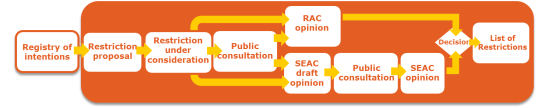 Registry of
intentions
Restriction
proposal
Restriction
under
consideration
Public
consultation
RAC
opinion
SEAC
draft
opinion
Public
consultation
SEAC
opinion
Decision
List of
Restrictions